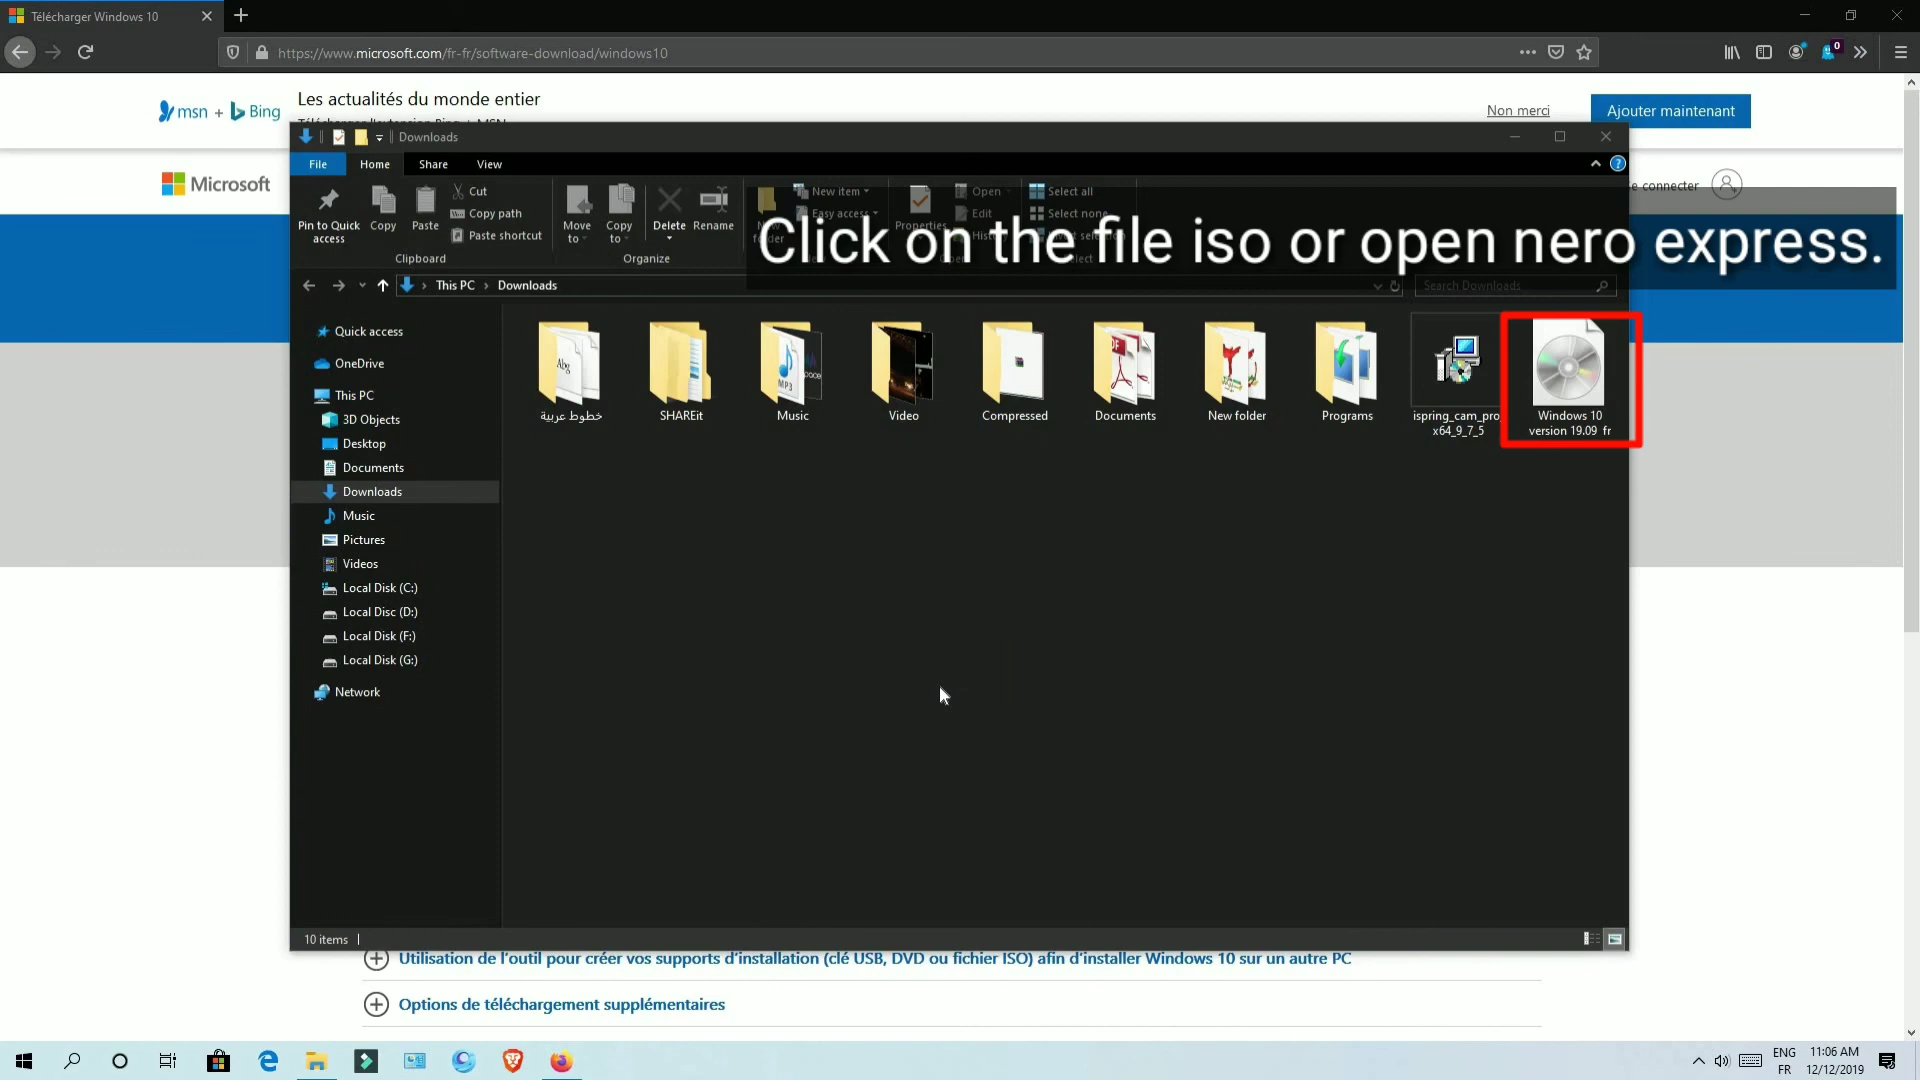 Télécharger Windows 10
https://www.microsoft.com/fr-fr/software-download/windows10
0
msn + Bing
Les actualités du monde entier
Non merci
Ajouter maintenant
Microsoft
connecter
Downloads
File Home Share View
Pin to Quick access
Copy
Paste
Cut
Copy path
Paste shortcut
Clipboard
Move to
Copy to
Delete
Rename
Organize
New item
Easy access
Properties
Open
Edit
Select all
Select none
Click on the file iso or open nero express.
This PC > Downloads
Search Downloads
Quick access
OneDrive
This PC
3D Objects
Desktop
Documents
Downloads
Music
Pictures
Videos
Local Disk (C:)
Local Disc (D:)
Local Disk (F:)
Local Disk (G:)
Network
خطوط عربية
SHAREit
Music
Video
Compressed
Documents
New folder
Programs
ispring_cam_pro
x64_9_7_5
Windows 10
version 19.09 fr
10 items
Utilisation de l'outil pour créer vos supports d'installation (clé USB, DVD ou fichier ISO) afin d'installer Windows 10 sur un autre PC
Options de téléchargement supplémentaires
ENG
FR
11:06 AM
12/12/2019